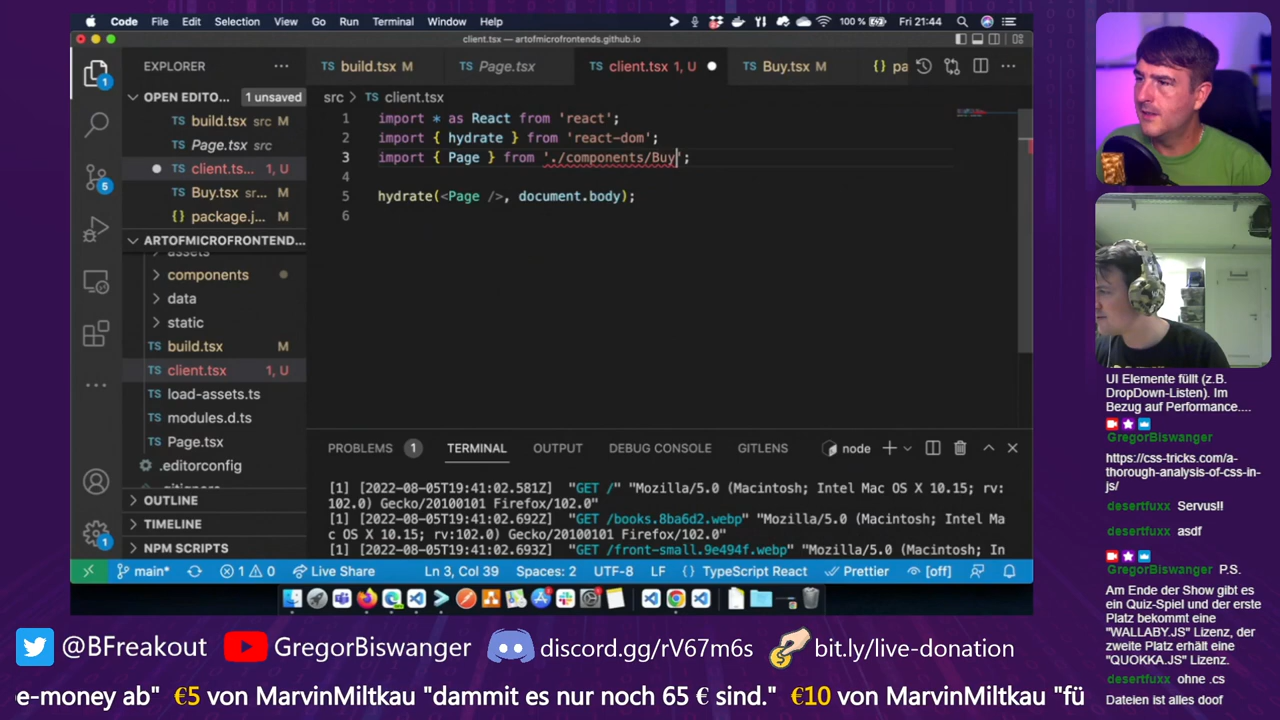 Code File Edit Selection View Go Run Terminal Window Help
100 % Fri 21:44
client.tsx — artofmicrofrontends.github.io
EXPLORER
build.tsx M
Page.tsx
client.tsx 1, U
Buy.tsx M
{} pa
OPEN EDITO... 1 unsaved
build.tsx src
Page.tsx src
client.ts... 1, U
Buy.tsx sr... M
{} package.j... M
ARTOFMICROFRONTEND...
assets
components
data
static
build.tsx M
client.tsx 1, U
load-assets.ts
modules.d.ts
Page.tsx
.editorconfig
.gitignore
OUTLINE
TIMELINE
NPM SCRIPTS
1
5
1
src > client.tsx
1 import * as React from 'react';
2 import { hydrate } from 'react-dom';
3 import { Page } from './components/Buy';
4
5 hydrate(<Page />, document.body);
6
PROBLEMS 1 TERMINAL OUTPUT DEBUG CONSOLE GITLENS node
[1] [2022-08-05T19:41:02.581Z] "GET /" "Mozilla/5.0 (Macintosh; Intel Mac OS X 10.15; rv:
102.0) Gecko/20100101 Firefox/102.0"
[1] [2022-08-05T19:41:02.692Z] "GET /books.8ba6d2.webp" "Mozilla/5.0 (Macintosh; Intel Ma
c OS X 10.15; rv:102.0) Gecko/20100101 Firefox/102.0"
[1] [2022-08-05T19:41:02.693Z] "GET /front-small.9e494f.webp" "Mozilla/5.0 (Macintosh; In
main* 1 0 Live Share Ln 3, Col 39 Spaces: 2 UTF-8 LF {} TypeScript React Prettier [off]
UI Elemente füllt (z.B.
DropDown-Listen). Im
Bezug auf Performance....
GregorBiswanger
https://css-tricks.com/a-
thorough-analysis-of-css-in-
js/
desertfuxx Servus!!
desertfuxx asdf
GregorBiswanger P.S.
Am Ende der Show gibt es
ein Quiz-Spiel und der erste
Platz bekommt eine
"WALLABY.JS" Lizenz, der
zweite Platz erhält eine
"QUOKKA.JS" Lizenz.
desertfuxx ohne .cs
Dateien ist alles doof
@BFreakout GregorBiswanger discord.gg/rV67m6s bit.ly/live-donation
e-money ab" €5 von MarvinMiltkau "dammit es nur noch 65 € sind." €10 von MarvinMiltkau "fü